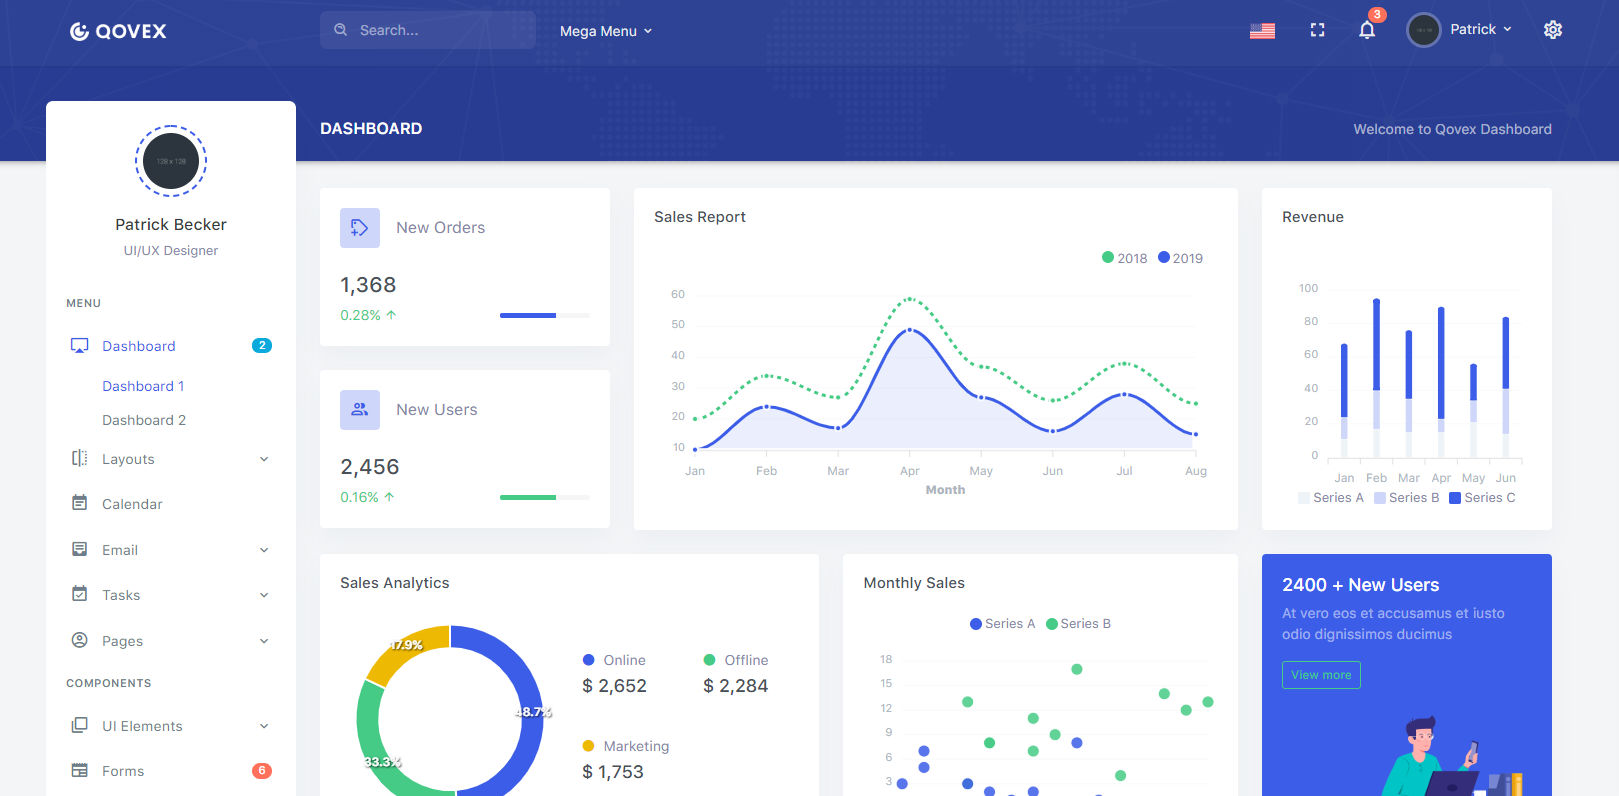 QOVEX
Search...
Mega Menu
3
Patrick
DASHBOARD
Welcome to Qovex Dashboard
128 x 128
Patrick Becker
UI/UX Designer
MENU
Dashboard 2
Dashboard 1
Dashboard 2
Layouts
Calendar
Email
Tasks
Pages
COMPONENTS
UI Elements
Forms 6
New Orders
1,368
0.28%
New Users
2,456
0.16%
Sales Report
2018 2019
60
50
40
30
20
10
Jan Feb Mar Apr May Jun Jul Aug
Month
Revenue
100
80
60
40
20
0
Jan Feb Mar Apr May Jun
Series A Series B Series C
Sales Analytics
17.9%
48.7%
33.3%
Online
$ 2,652
Offline
$ 2,284
Marketing
$ 1,753
Monthly Sales
Series A Series B
18
15
12
9
6
3
2400 + New Users
At vero eos et accusamus et iusto
odio dignissimos ducimus
View more